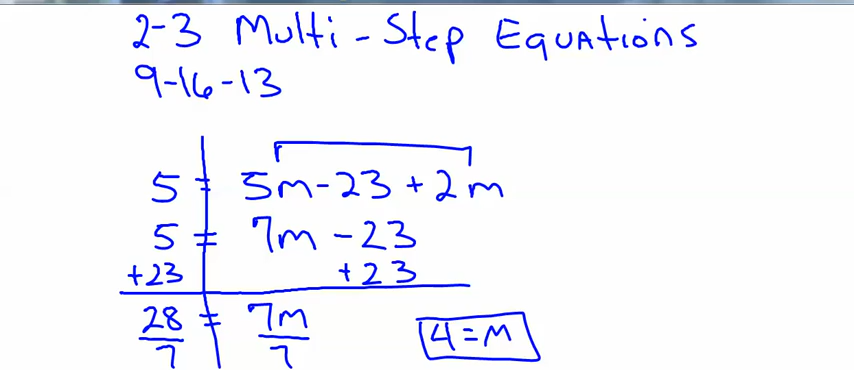 2-3 Multi-Step Equations
9-16-13
5 = 5m - 23 + 2m
5 = 7m - 23
+23 +23
28/7 = 7m/7
4 = m